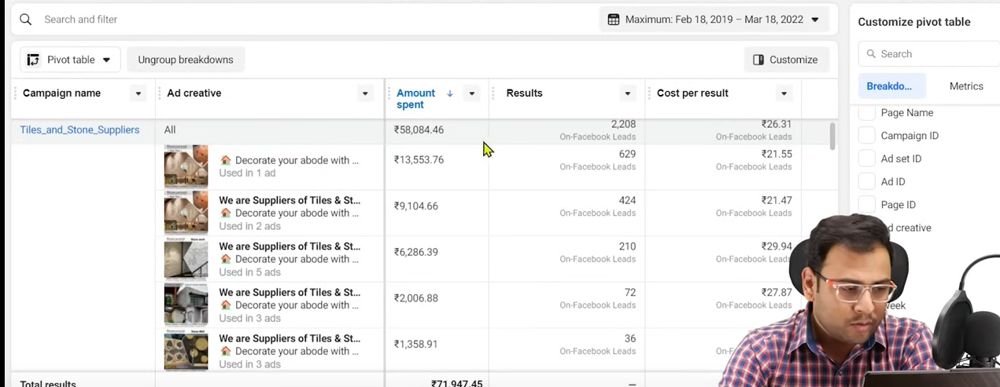 Search and filter
Maximum: Feb 18, 2019 – Mar 18, 2022
Customize pivot table
Pivot table
Ungroup breakdowns
Customize
Search
Breakdo...
Metrics
Campaign name
Ad creative
Amount spent
Results
Cost per result
Page Name
Campaign ID
Ad set ID
Ad ID
Page ID
ad creative
week
Tiles_and_Stone_Suppliers
All
₹58,084.46
2,208
On-Facebook Leads
₹26.31
On-Facebook Leads
Decorate your abode with ...
Used in 1 ad
₹13,553.76
629
On-Facebook Leads
₹21.55
On-Facebook Leads
We are Suppliers of Tiles & St...
Decorate your abode with ...
Used in 2 ads
₹9,104.66
424
On-Facebook Leads
₹21.47
On-Facebook Leads
We are Suppliers of Tiles & St...
Decorate your abode with ...
Used in 5 ads
₹6,286.39
210
On-Facebook Leads
₹29.94
On-Facebook Leads
We are Suppliers of Tiles & St...
Decorate your abode with ...
Used in 3 ads
₹2,006.88
72
On-Facebook Leads
₹27.87
On-Facebook Leads
We are Suppliers of Tiles & St...
Decorate your abode with ...
Used in 3 ads
₹1,358.91
36
On-Facebook Leads
Total results
₹71,947.45
—